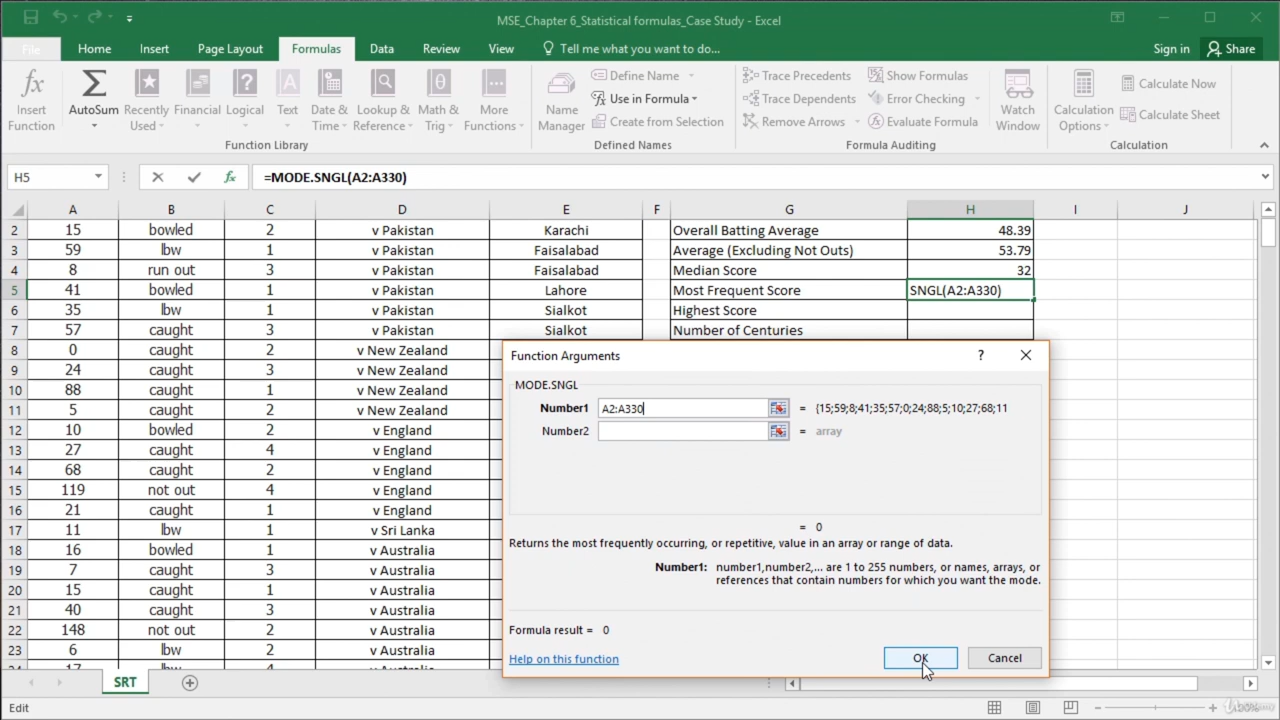 MSE_Chapter 6_Statistical formulas_Case Study - Excel
File Home Insert Page Layout Formulas Data Review View Tell me what you want to do... Sign in Share
Insert Function
AutoSum
Recently Used
Financial
Logical
Text
Date & Time
Lookup & Reference
Math & Trig
More Functions
Function Library
Name Manager
Define Name
Use in Formula
Create from Selection
Defined Names
Trace Precedents
Trace Dependents
Remove Arrows
Show Formulas
Error Checking
Evaluate Formula
Formula Auditing
Watch Window
Calculation Options
Calculate Now
Calculate Sheet
Calculation
H5 fx =MODE.SNGL(A2:A330)
A B C D E F G H I J
2 15 bowled 2 v Pakistan Karachi Overall Batting Average 48.39
3 59 lbw 1 v Pakistan Faisalabad Average (Excluding Not Outs) 53.79
4 8 run out 3 v Pakistan Faisalabad Median Score 32
5 41 bowled 1 v Pakistan Lahore Most Frequent Score SNGL(A2:A330)
6 35 lbw 1 v Pakistan Sialkot Highest Score
7 57 caught 3 v Pakistan Sialkot Number of Centuries
8 0 caught 2 v New Zealand
9 24 caught 3 v New Zealand
10 88 caught 1 v New Zealand
11 5 caught 2 v New Zealand
12 10 bowled 2 v England
13 27 caught 4 v England
14 68 caught 2 v England
15 119 not out 4 v England
16 21 caught 1 v England
17 11 lbw 1 v Sri Lanka
18 16 bowled 2 v Australia
19 7 caught 3 v Australia
20 15 caught 1 v Australia
21 40 caught 3 v Australia
22 148 not out 2 v Australia
23 6 lbw 2 v Australia
24 17 lbw 4 v Australia
Function Arguments ?
MODE.SNGL
Number1 A2:A330 = {15;59;8;41;35;57;0;24;88;5;10;27;68;11
Number2 = array
= 0
Returns the most frequently occurring, or repetitive, value in an array or range of data.
Number1: number1,number2,... are 1 to 255 numbers, or names, arrays, or
references that contain numbers for which you want the mode.
Formula result = 0
Help on this function OK Cancel
SRT
Edit